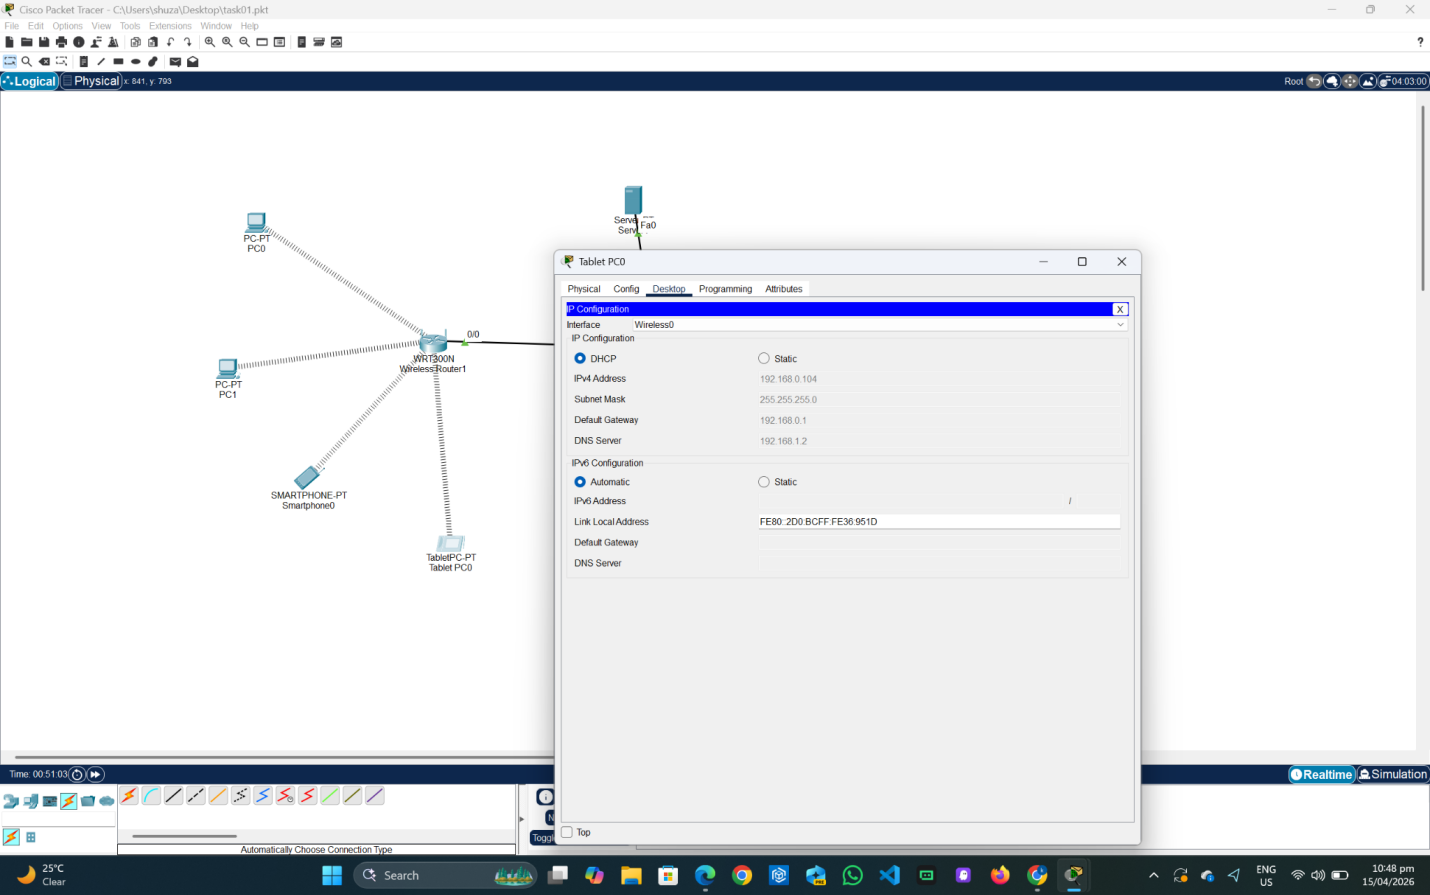 Cisco Packet Tracer - C:\Users\shuza\Desktop\task01.pkt
File Edit Options View Tools Extensions Window Help
?
Logical Physical x: 841, y: 793
Root 04:03:00
PC-PT
PC0
Serve
Serv
Fa0
0/0
WRT300N
Wireless Router1
PC-PT
PC1
SMARTPHONE-PT
Smartphone0
TabletPC-PT
Tablet PC0
Tablet PC0
Physical Config Desktop Programming Attributes
IP Configuration X
Interface Wireless0
IP Configuration
DHCP Static
IPv4 Address 192.168.0.104
Subnet Mask 255.255.255.0
Default Gateway 192.168.0.1
DNS Server 192.168.1.2
IPv6 Configuration
Automatic Static
IPv6 Address /
Link Local Address FE80::2D0:BCFF:FE36:951D
Default Gateway
DNS Server
Top
Time: 00:51:03
Realtime Simulation
N
Toggle
Automatically Choose Connection Type
25°C
Clear
Search
PRE
ENG
US
10:48 pm
15/04/2026